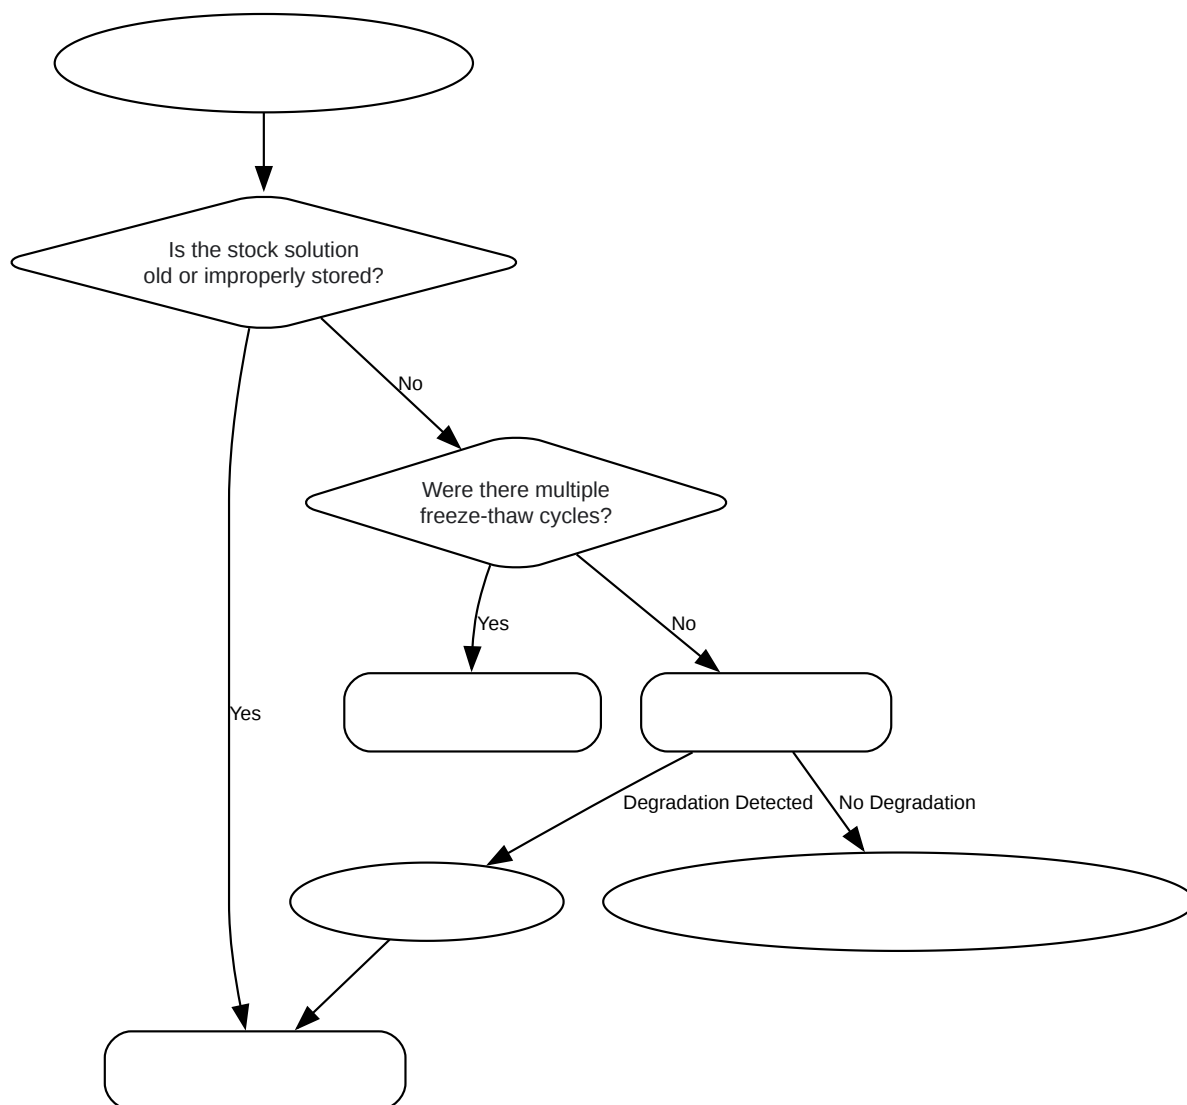 Is the stock solution
old or improperly stored?
No
Were there multiple
freeze-thaw cycles?
Yes
No
Yes
Degradation Detected
No Degradation